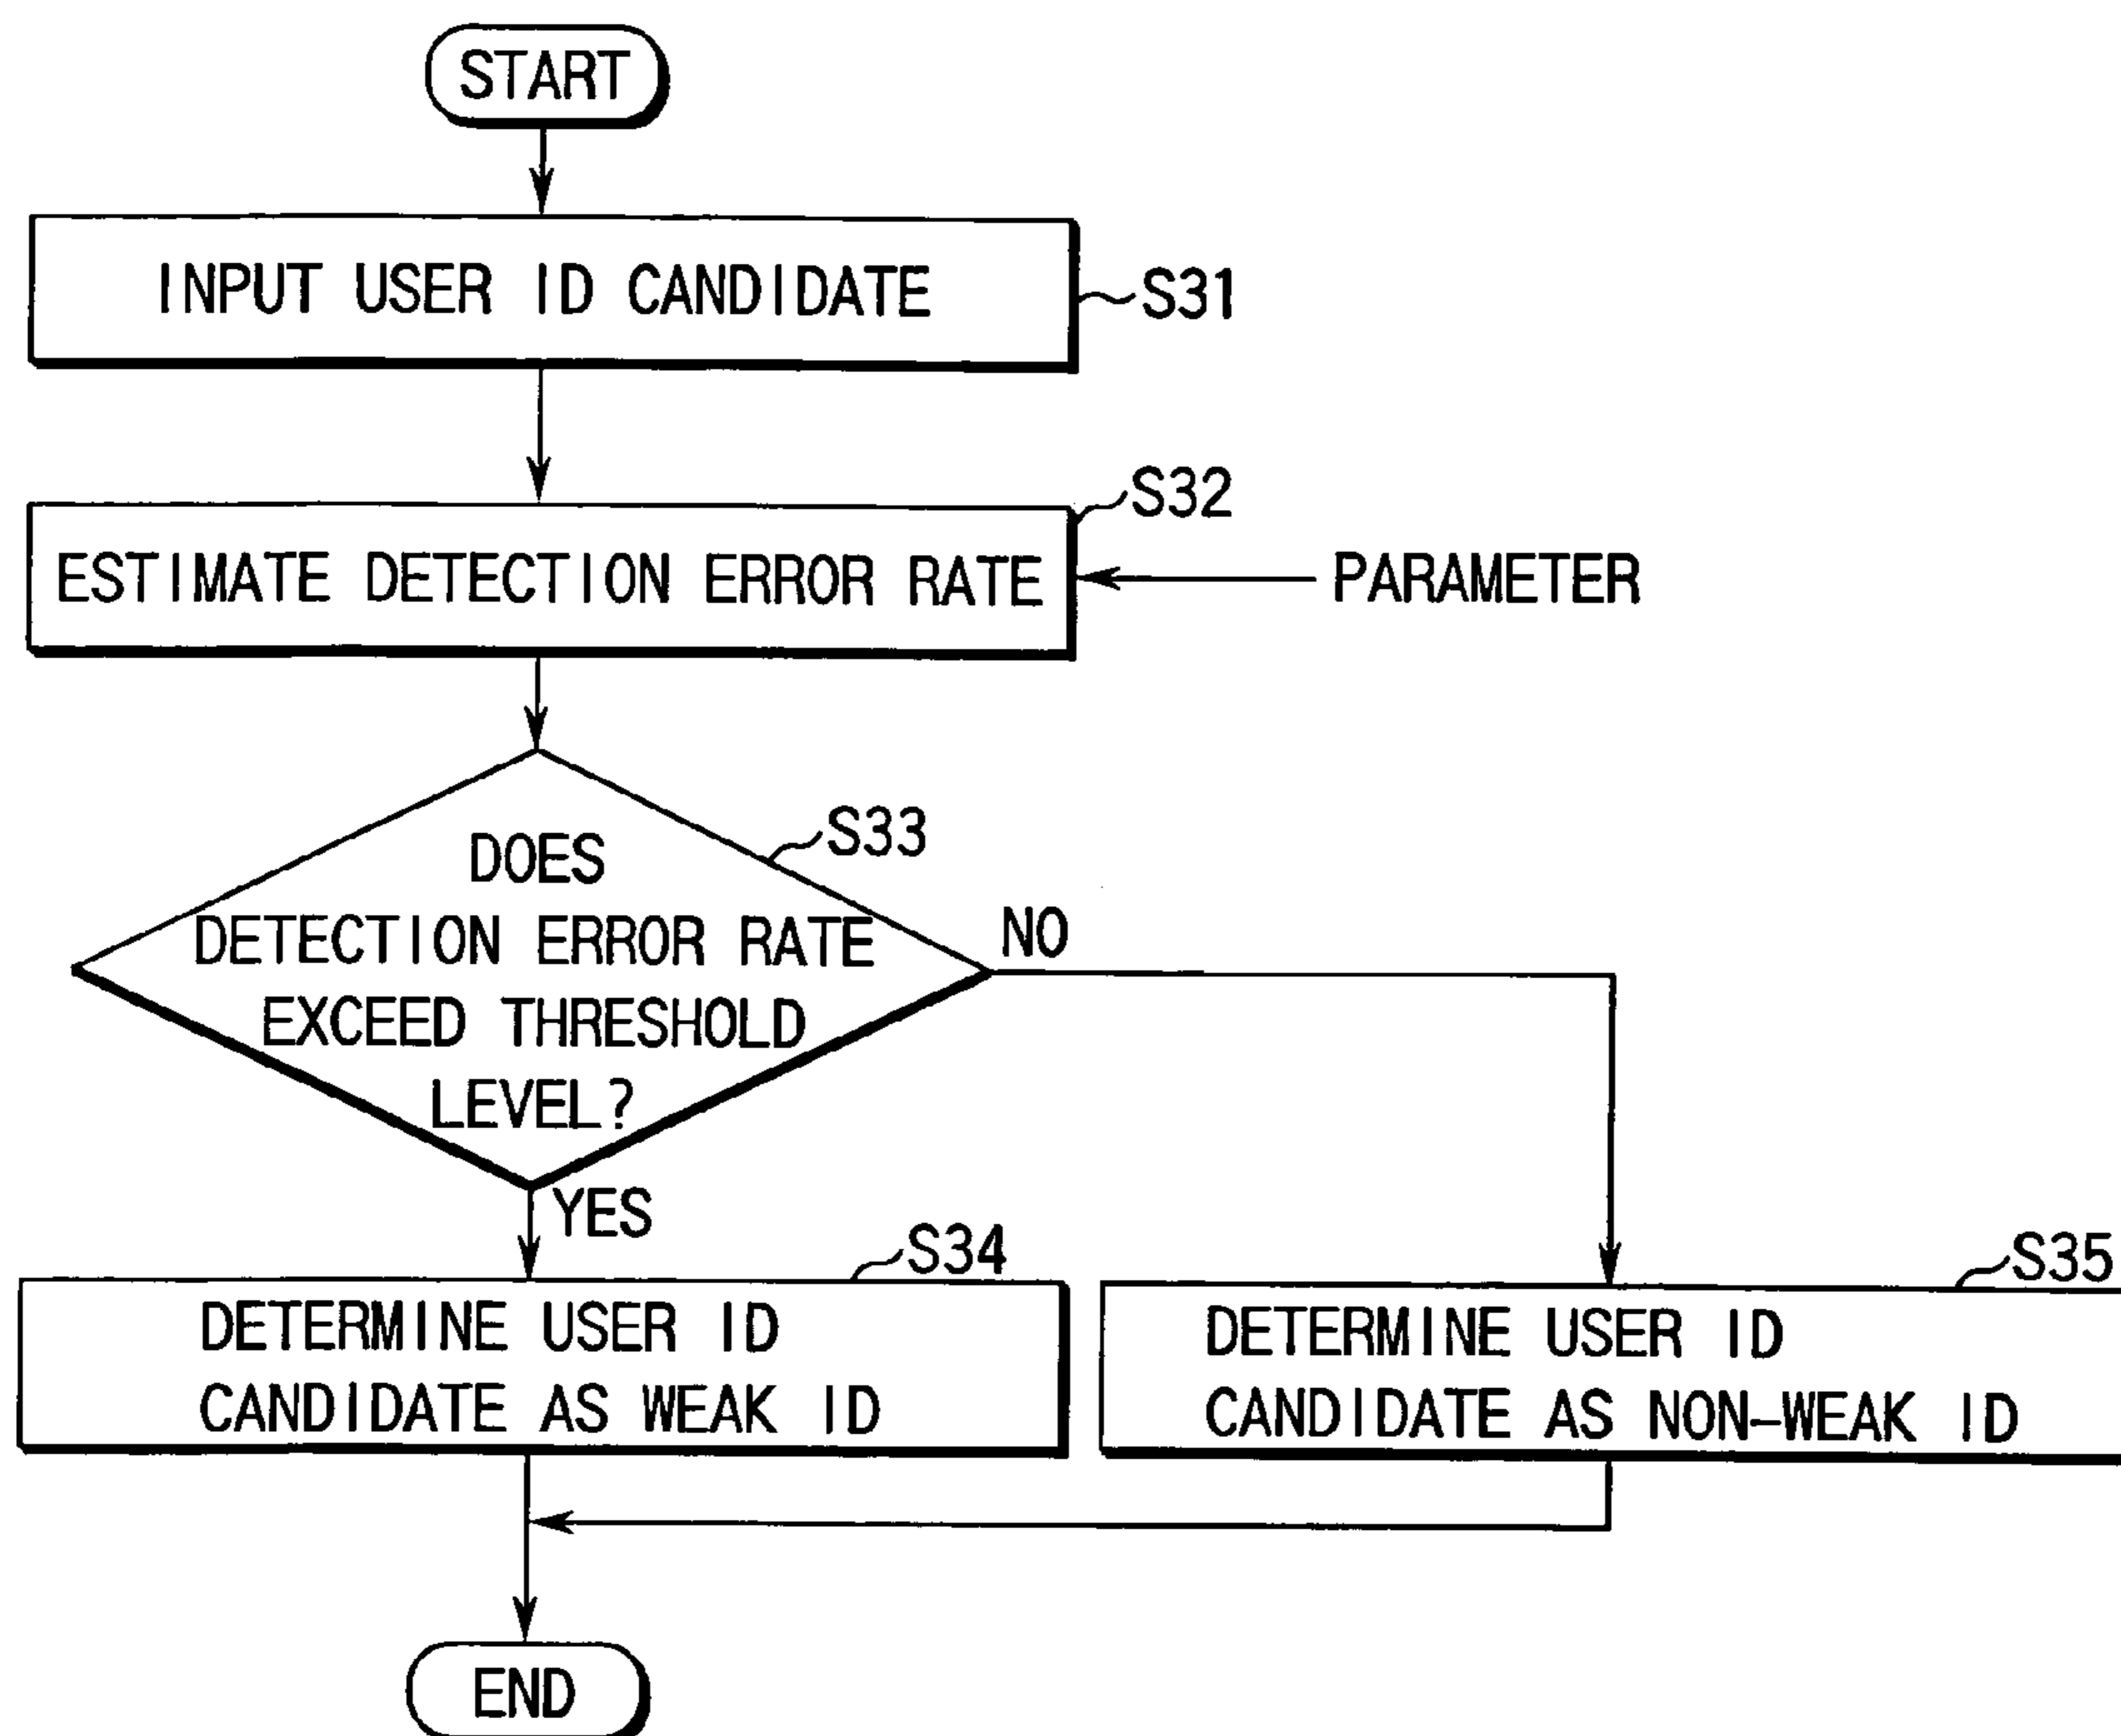 START
INPUT USER ID CANDIDATE
S31
S32
ESTIMATE DETECTION ERROR RATE
PARAMETER
S33
DOES
DETECTION ERROR RATE
EXCEED THRESHOLD
LEVEL?
NO
YES
S34
DETERMINE USER ID
CANDIDATE AS WEAK ID
S35
DETERMINE USER ID
CANDIDATE AS NON-WEAK ID
END